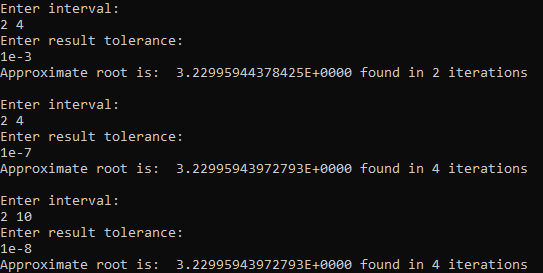 Enter interval:
2 4
Enter result tolerance:
1e-3
Approximate root is:  3.22995944378425E+0000 found in 2 iterations
Enter interval:
2 4
Enter result tolerance:
1e-7
Approximate root is:  3.22995943972793E+0000 found in 4 iterations
Enter interval:
2 10
Enter result tolerance:
1e-8
Approximate root is:  3.22995943972793E+0000 found in 4 iterations